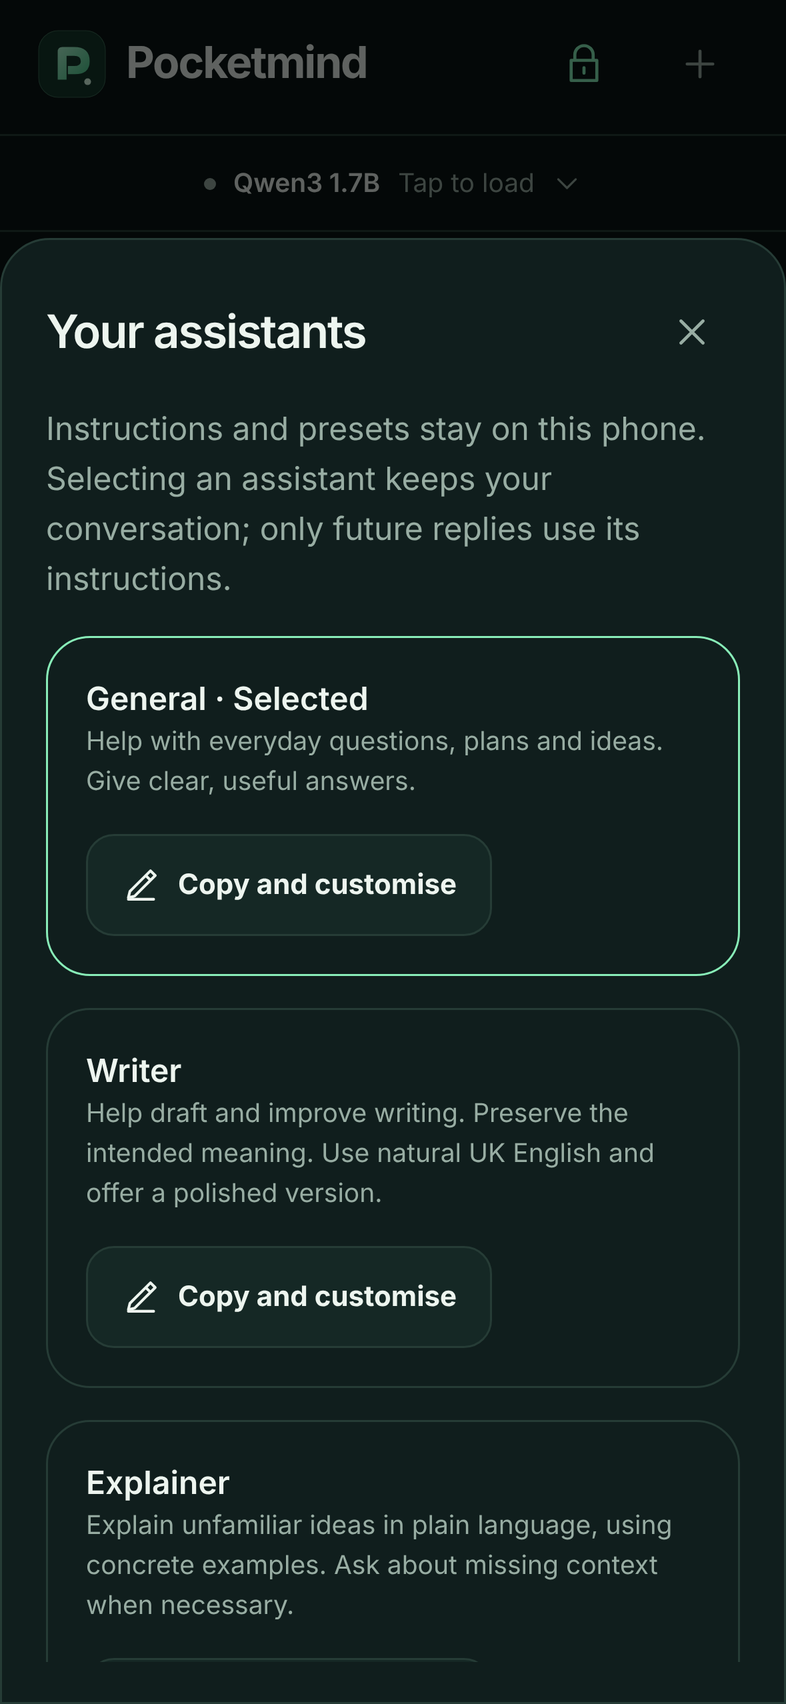 Pocketmind
Qwen3 1.7B Tap to load
Your assistants
Instructions and presets stay on this phone.
Selecting an assistant keeps your
conversation; only future replies use its
instructions.
General · Selected
Help with everyday questions, plans and ideas.
Give clear, useful answers.
Copy and customise
Writer
Help draft and improve writing. Preserve the
intended meaning. Use natural UK English and
offer a polished version.
Copy and customise
Explainer
Explain unfamiliar ideas in plain language, using
concrete examples. Ask about missing context
when necessary.